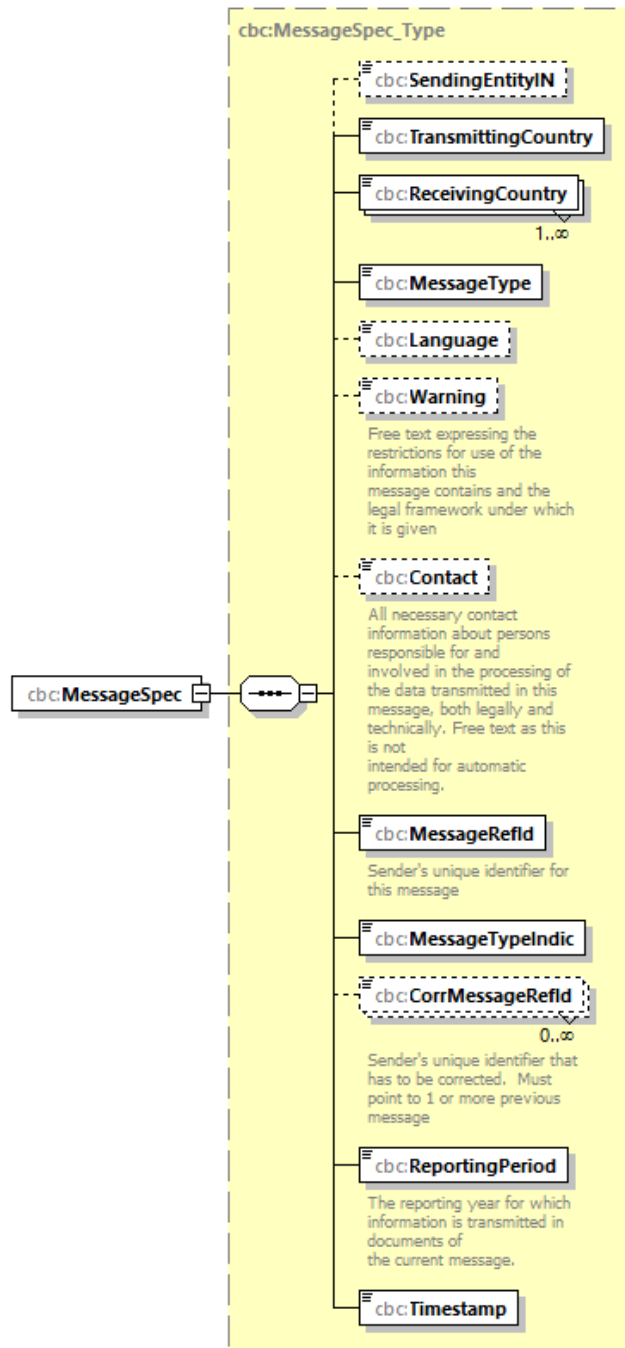 cbc:MessageSpec_Type
cbc:SendingEntityIN
cbc:TransmittingCountry
cbc:ReceivingCountry
1..∞
cbc:MessageType
cbc:Language
cbc:Warning
Free text expressing the
restrictions for use of the
information this
message contains and the
legal framework under which
it is given
cbc:Contact
All necessary contact
information about persons
responsible for and
involved in the processing of
the data transmitted in this
message, both legally and
technically. Free text as this
is not
intended for automatic
processing.
cbc:MessageSpec
cbc:MessageRefId
Sender's unique identifier for
this message
cbc:MessageTypeIndic
cbc:CorrMessageRefId
0..∞
Sender's unique identifier that
has to be corrected.  Must
point to 1 or more previous
message
cbc:ReportingPeriod
The reporting year for which
information is transmitted in
documents of
the current message.
cbc:Timestamp